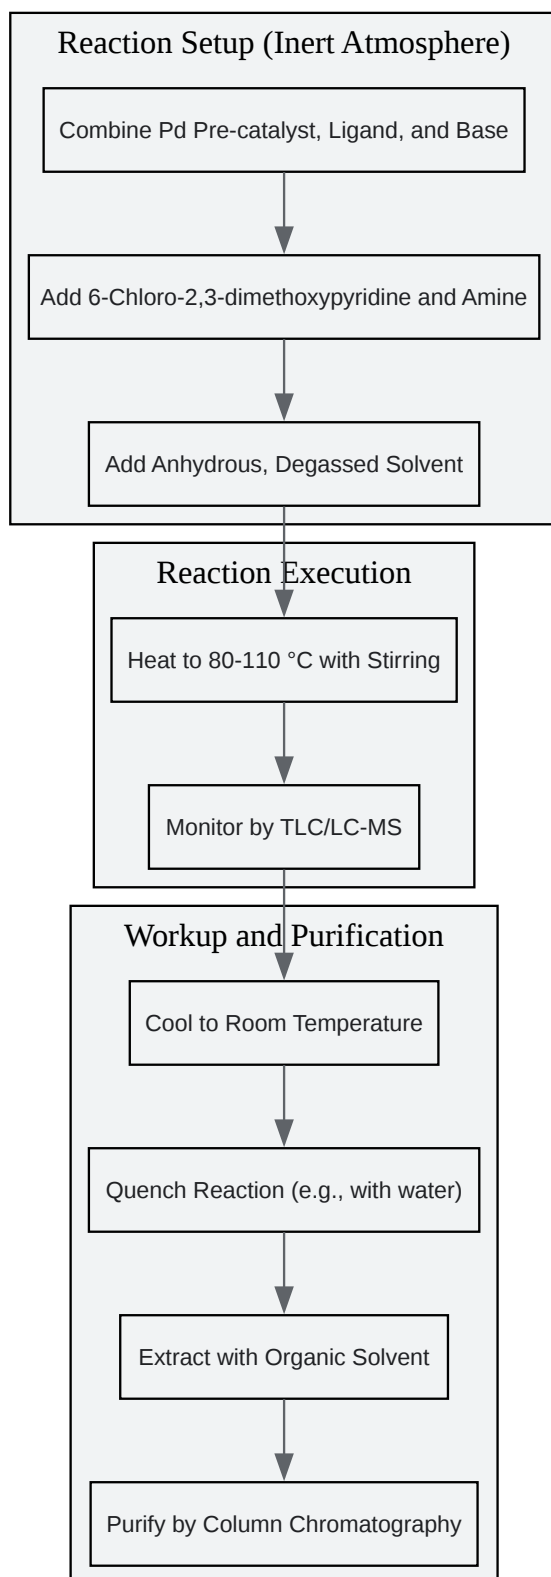 Reaction Setup (Inert Atmosphere)
Combine Pd Pre-catalyst, Ligand, and Base
Add 6-Chloro-2,3-dimethoxypyridine and Amine
Add Anhydrous, Degassed Solvent
Reaction Execution
Heat to 80-110 °C with Stirring
Monitor by TLC/LC-MS
Workup and Purification
Cool to Room Temperature
Quench Reaction (e.g., with water)
Extract with Organic Solvent
Purify by Column Chromatography